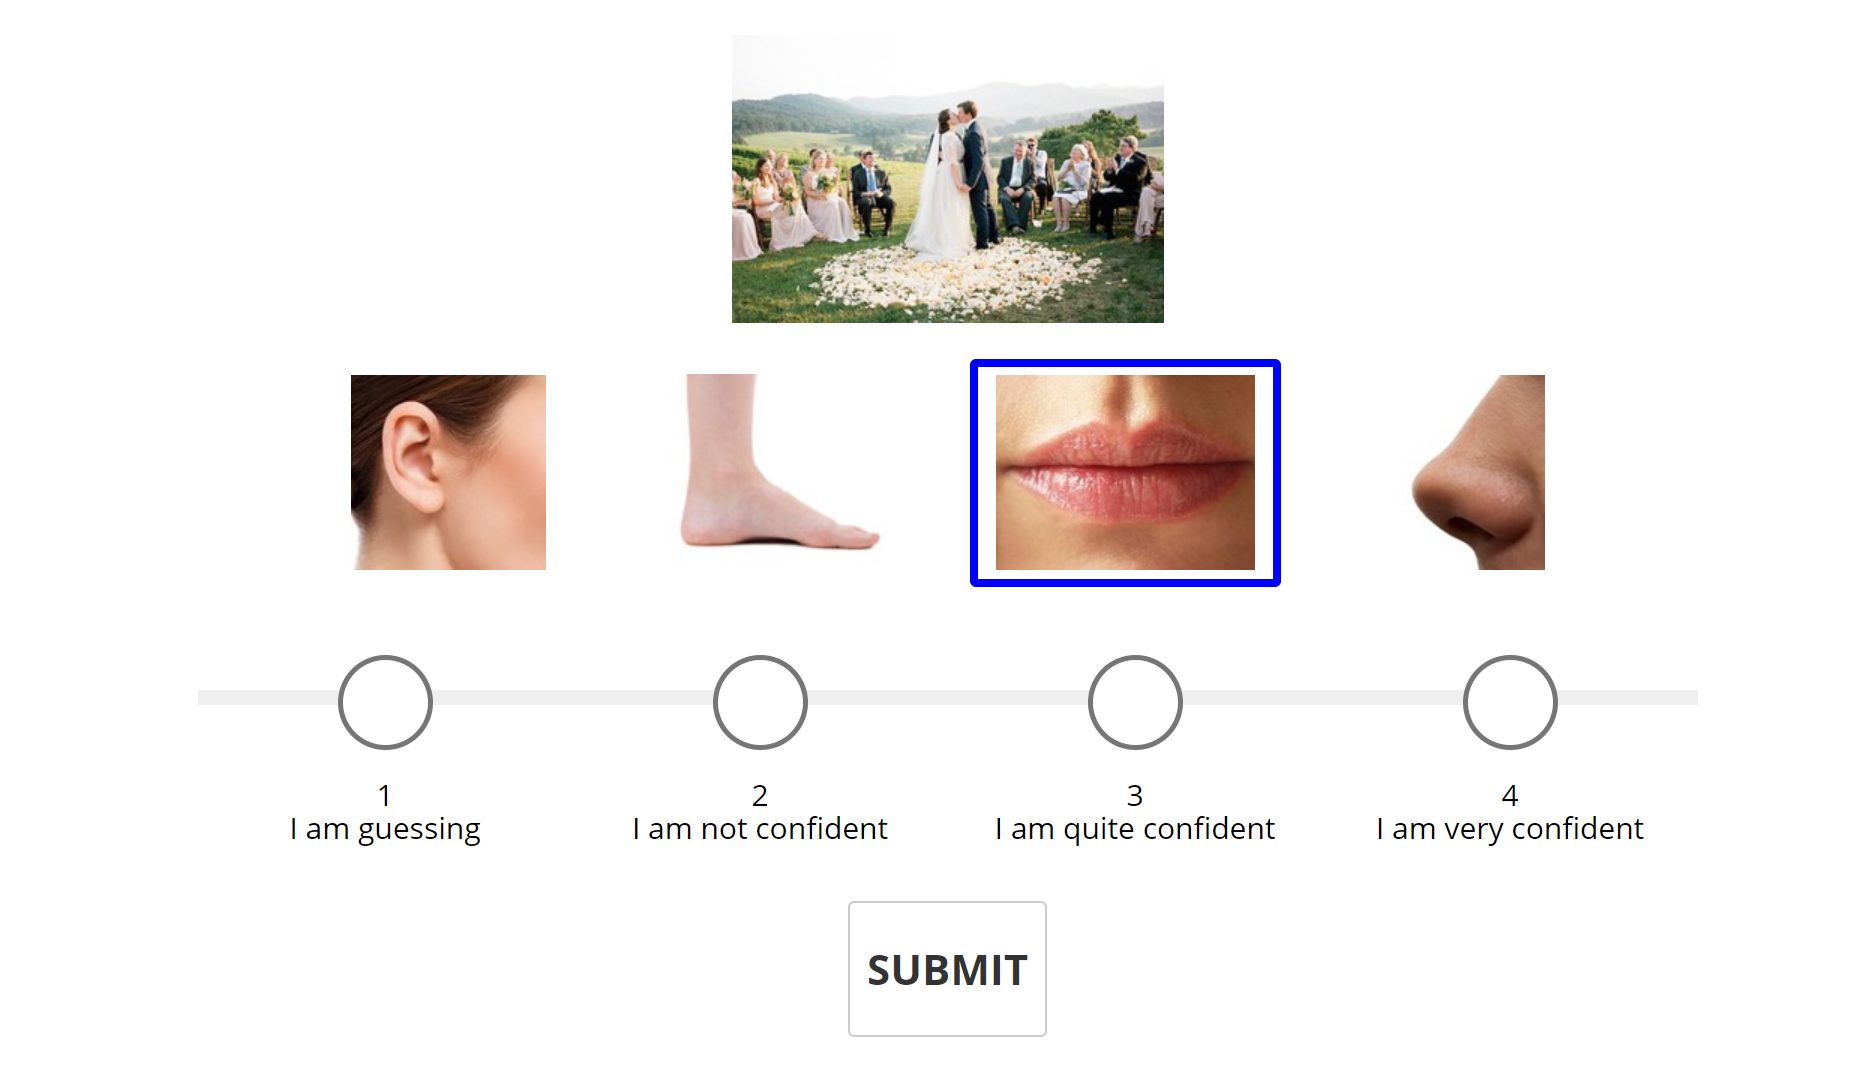 1
I am guessing
2
I am not confident
3
I am quite confident
4
I am very confident
SUBMIT